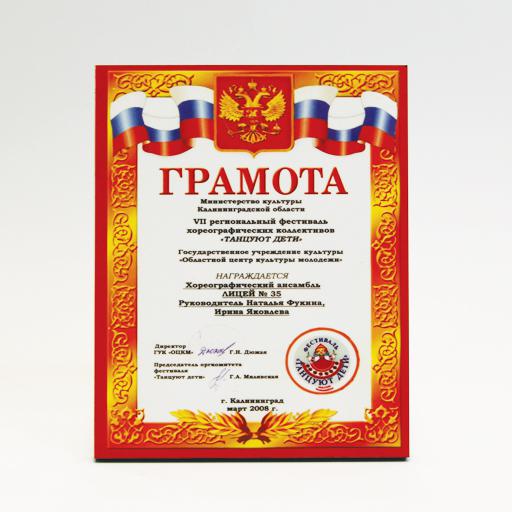 ГРАМОТА
Министерство культуры
Калининградской области
VII региональный фестиваль
хореографических коллективов
«ТАНЦУЮТ ДЕТИ»
Государственное учреждение культуры
«Областной центр культуры молодежи»
НАГРАЖДАЕТСЯ
Хореографический ансамбль
ЛИЦЕЙ № 35
Руководитель Наталья Фукина,
Ирина Яковлева
Директор
ГУК «ОЦКМ» Г.Н. Дюжая
Председатель оргкомитета
фестиваля
«Танцуют дети» Г.А. Милявская
ФЕСТИВАЛЬ
"ТАНЦУЮТ ДЕТИ"
г. Калининград
март 2008 г.